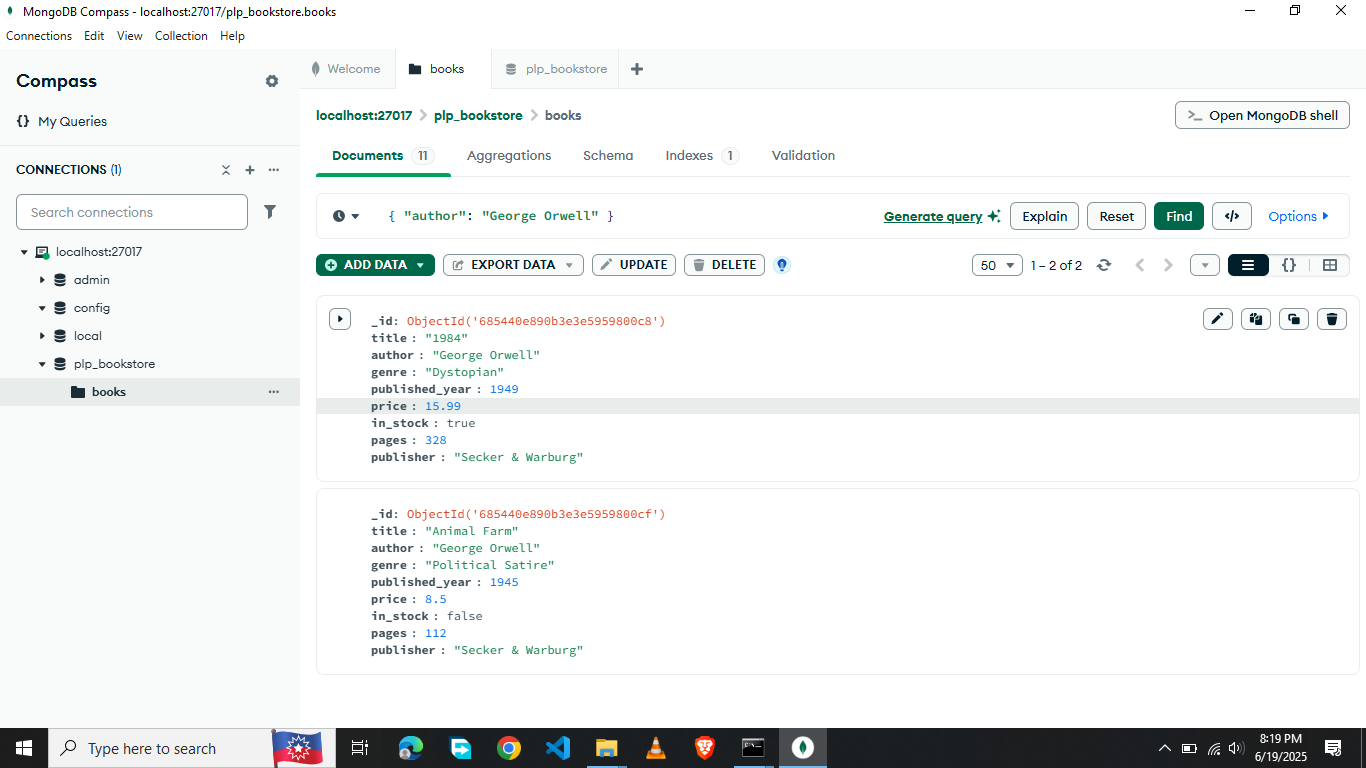 MongoDB Compass - localhost:27017/plp_bookstore.books
Connections Edit View Collection Help
Compass
{} My Queries
CONNECTIONS (1)
Search connections
localhost:27017
admin
config
local
plp_bookstore
books
Welcome books plp_bookstore
localhost:27017 plp_bookstore books
>_ Open MongoDB shell
Documents 11 Aggregations Schema Indexes 1 Validation
{ "author": "George Orwell" }
Generate query Explain Reset Find </> Options
ADD DATA EXPORT DATA UPDATE DELETE
50 1 – 2 of 2 {}
_id: ObjectId('685440e890b3e3e5959800c8')
title : "1984"
author : "George Orwell"
genre : "Dystopian"
published_year : 1949
price : 15.99
in_stock : true
pages : 328
publisher : "Secker & Warburg"
_id: ObjectId('685440e890b3e3e5959800cf')
title : "Animal Farm"
author : "George Orwell"
genre : "Political Satire"
published_year : 1945
price : 8.5
in_stock : false
pages : 112
publisher : "Secker & Warburg"
Type here to search
8:19 PM
6/19/2025